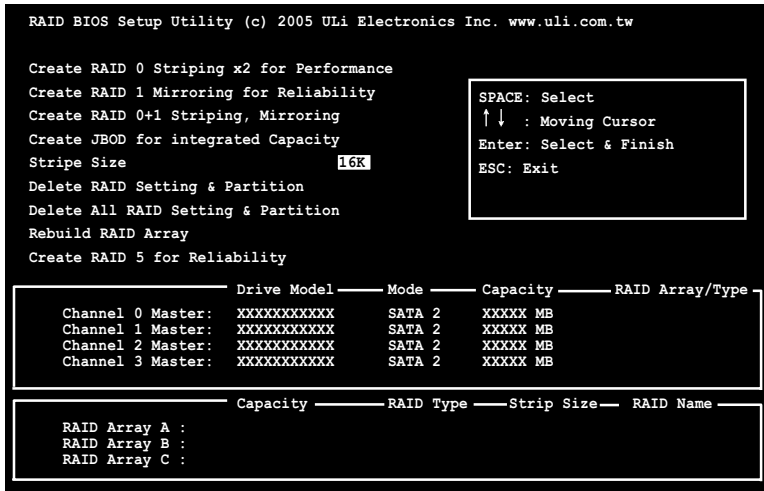 RAID BIOS Setup Utility (c) 2005 ULi Electronics Inc. www.uli.com.tw
Create RAID 0 Striping x2 for Performance
Create RAID 1 Mirroring for Reliability
Create RAID 0+1 Striping, Mirroring
Create JBOD for integrated Capacity
Stripe Size 16K
Delete RAID Setting & Partition
Delete All RAID Setting & Partition
Rebuild RAID Array
Create RAID 5 for Reliability
SPACE: Select
↑↓ : Moving Cursor
Enter: Select & Finish
ESC: Exit
Drive Model Mode Capacity RAID Array/Type
Channel 0 Master: XXXXXXXXXXX SATA 2 XXXXX MB
Channel 1 Master: XXXXXXXXXXX SATA 2 XXXXX MB
Channel 2 Master: XXXXXXXXXXX SATA 2 XXXXX MB
Channel 3 Master: XXXXXXXXXXX SATA 2 XXXXX MB
Capacity RAID Type Strip Size RAID Name
RAID Array A :
RAID Array B :
RAID Array C :